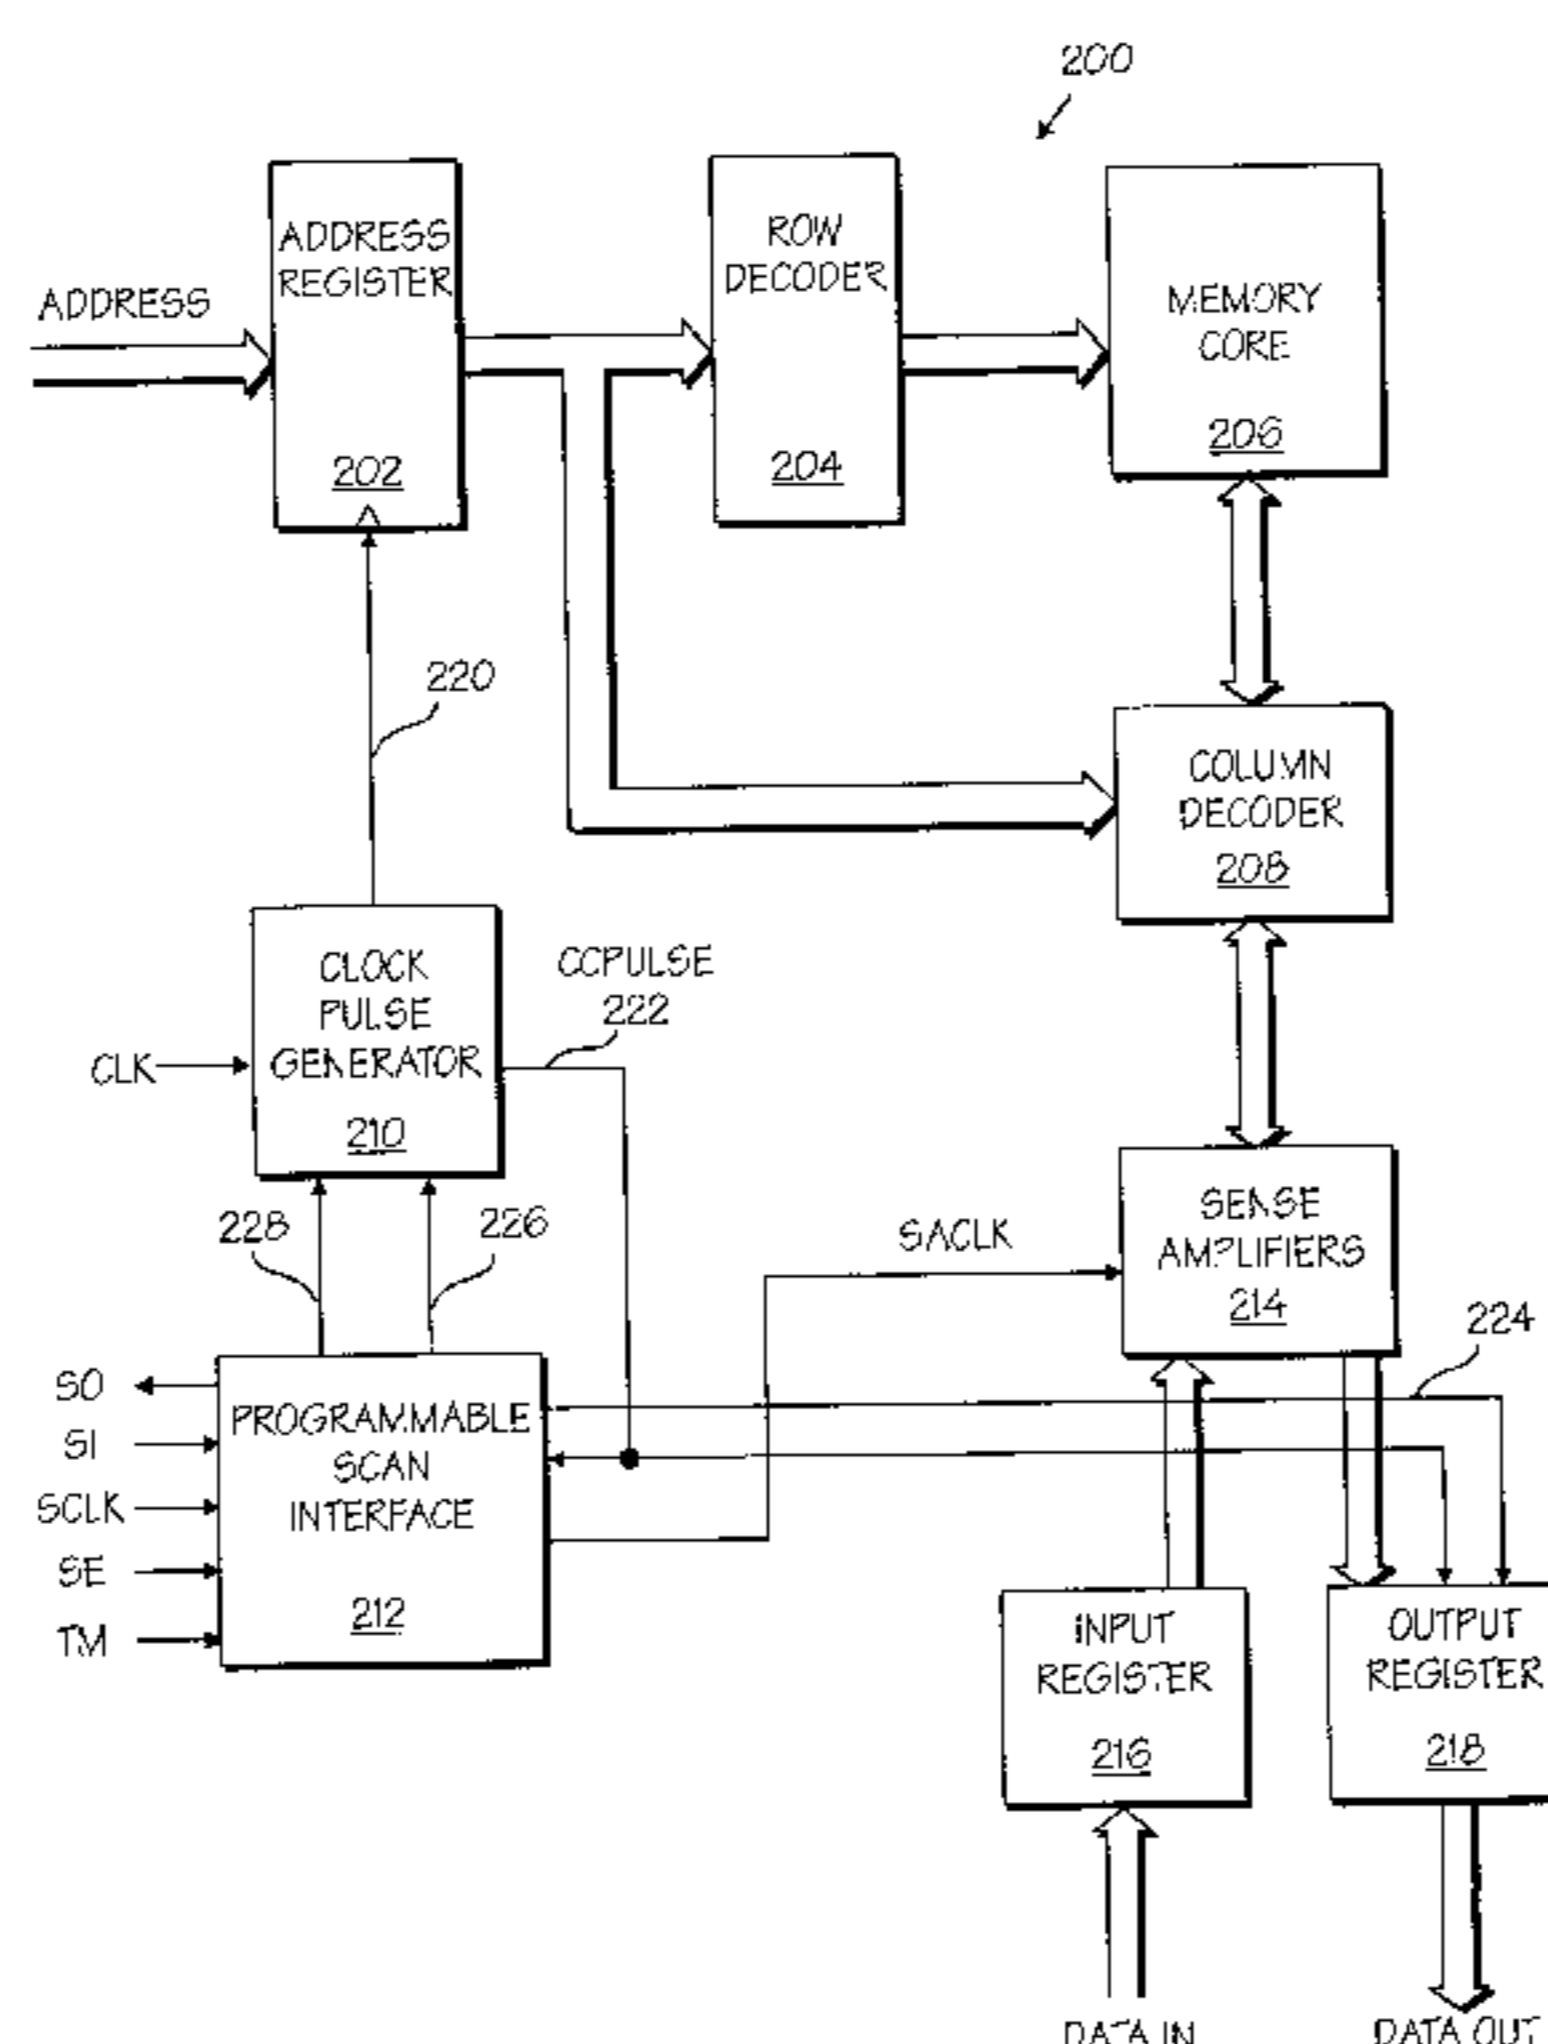 200
ADDRESS
ADDRESS
REGISTER
202
ROW
DECODER
204
MEMORY
CORE
206
220
COLUMN
DECODER
208
CLOCK
PULSE
GENERATOR
210
CCPULSE
222
CLK
228
226
SACLK
SENSE
AMPLIFIERS
214
224
SO
SI
SCLK
SE
TM
PROGRAMMABLE
SCAN
INTERFACE
212
INPUT
REGISTER
216
OUTPUT
REGISTER
218
DATA IN
DATA OUT